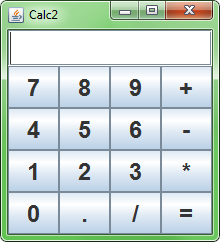 Calc2
7 8 9 +
4 5 6 -
1 2 3 *
0 . / =